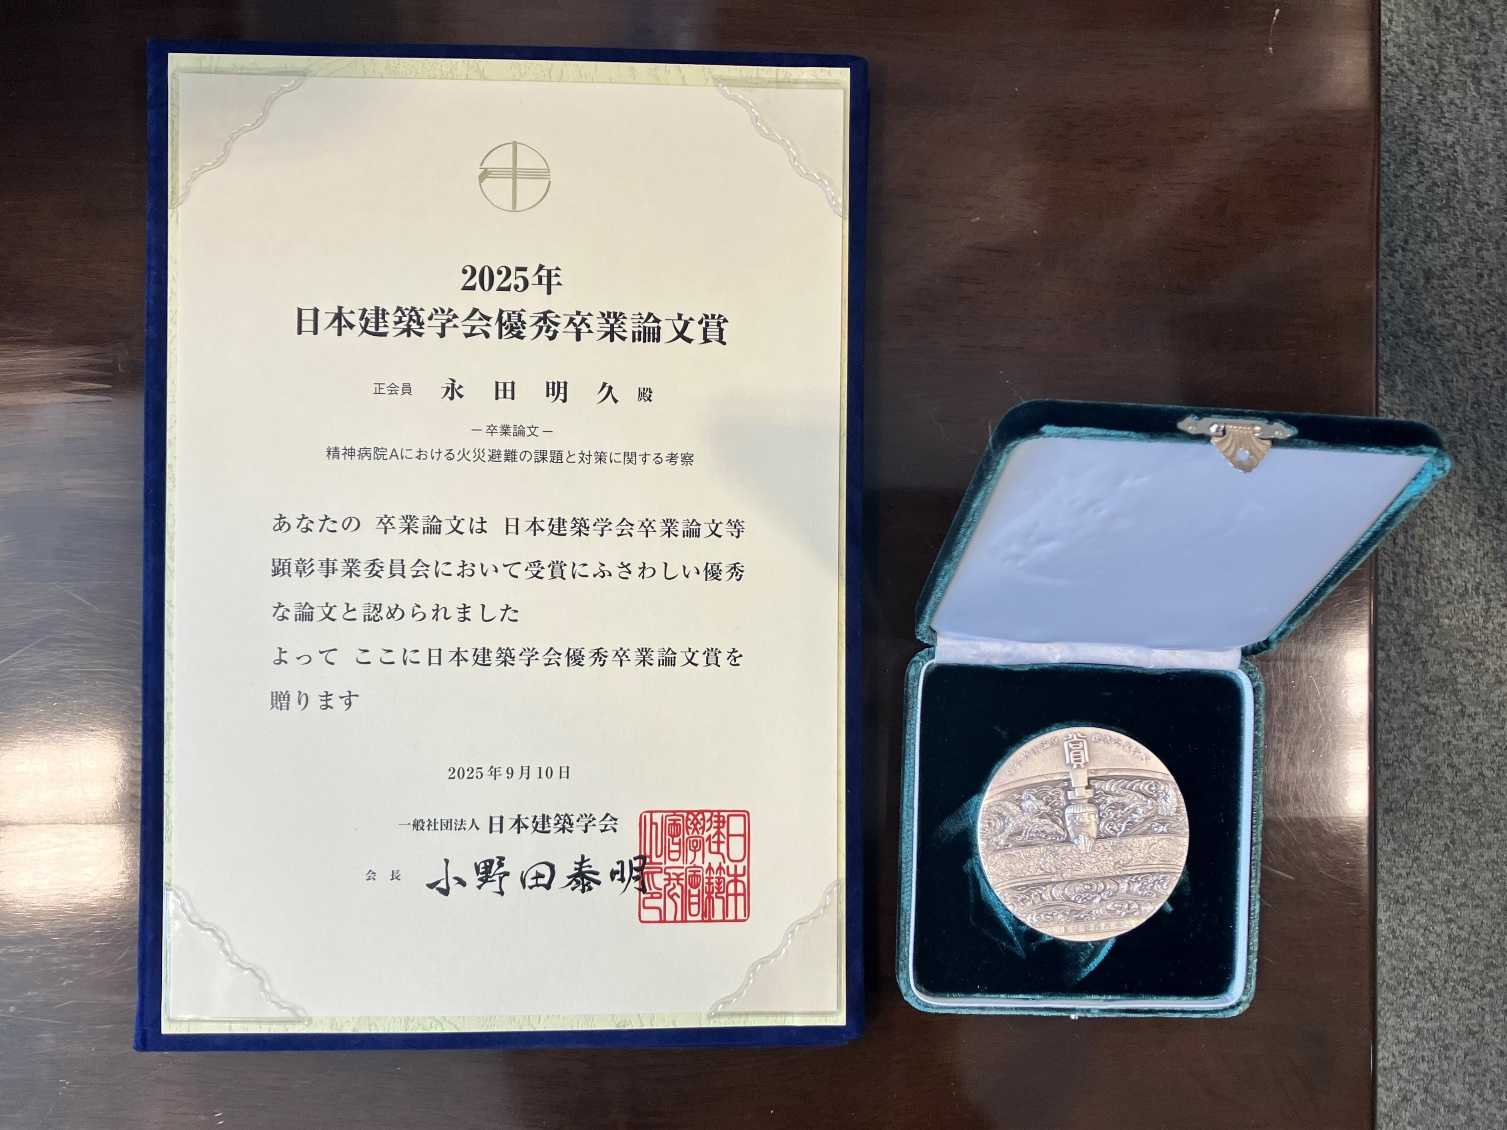 2025年
日本建築学会優秀卒業論文賞
正会員 永田明久 殿
－卒業論文－
精神病院Aにおける火災避難の課題と対策に関する考察
あなたの 卒業論文は 日本建築学会卒業論文等
顕彰事業委員会において受賞にふさわしい優秀
な論文と認められました
よって ここに日本建築学会優秀卒業論文賞を
贈ります
2025年9月10日
一般社団法人 日本建築学会
会長 小野田泰明
賞